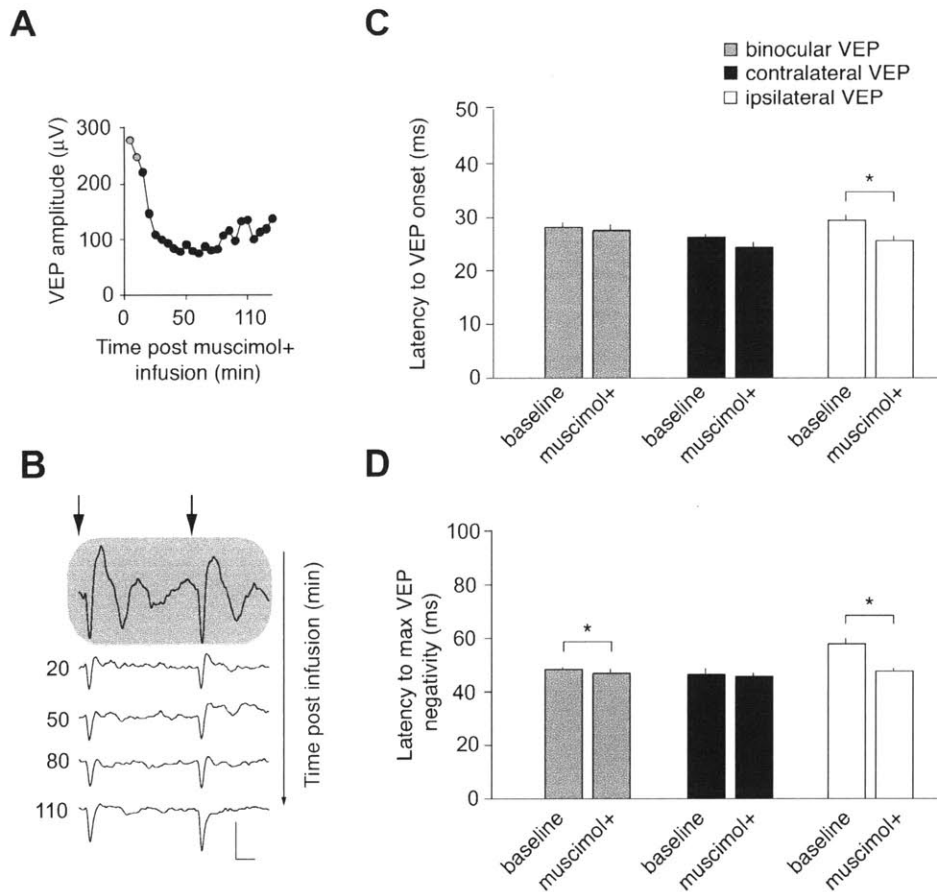 A
VEP amplitude (µV)
300
200
100
0
0 50 110
Time post muscimol+
infusion (min)
B
20
50
80
110
Time post infusion (min)
C
binocular VEP
contralateral VEP
ipsilateral VEP
Latency to VEP onset (ms)
50
40
30
20
10
0
*
baseline
muscimol+
baseline
muscimol+
baseline
muscimol+
D
Latency to max VEP
negativity (ms)
100
80
60
40
20
0
*
*
baseline
muscimol+
baseline
muscimol+
baseline
muscimol+